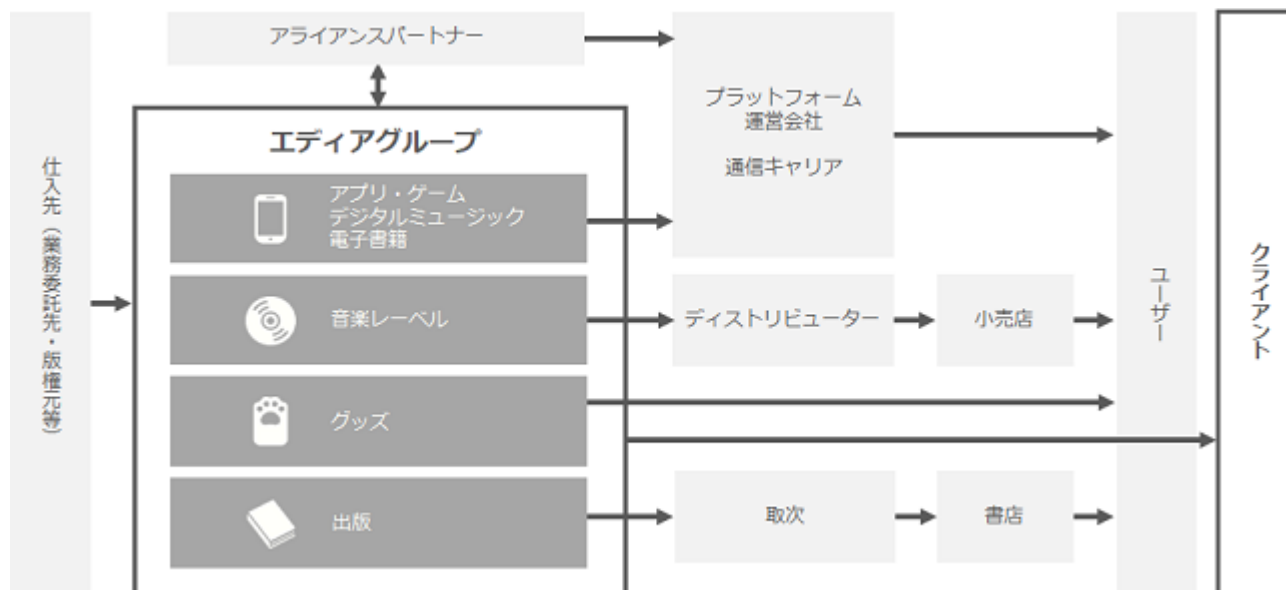 仕入先（業務委託先・版権元等）
アライアンスパートナー
エディアグループ
アプリ・ゲーム
デジタルミュージック
電子書籍
音楽レーベル
グッズ
出版
プラットフォーム
運営会社
通信キャリア
ディストリビューター
小売店
取次
書店
ユーザー
クライアント